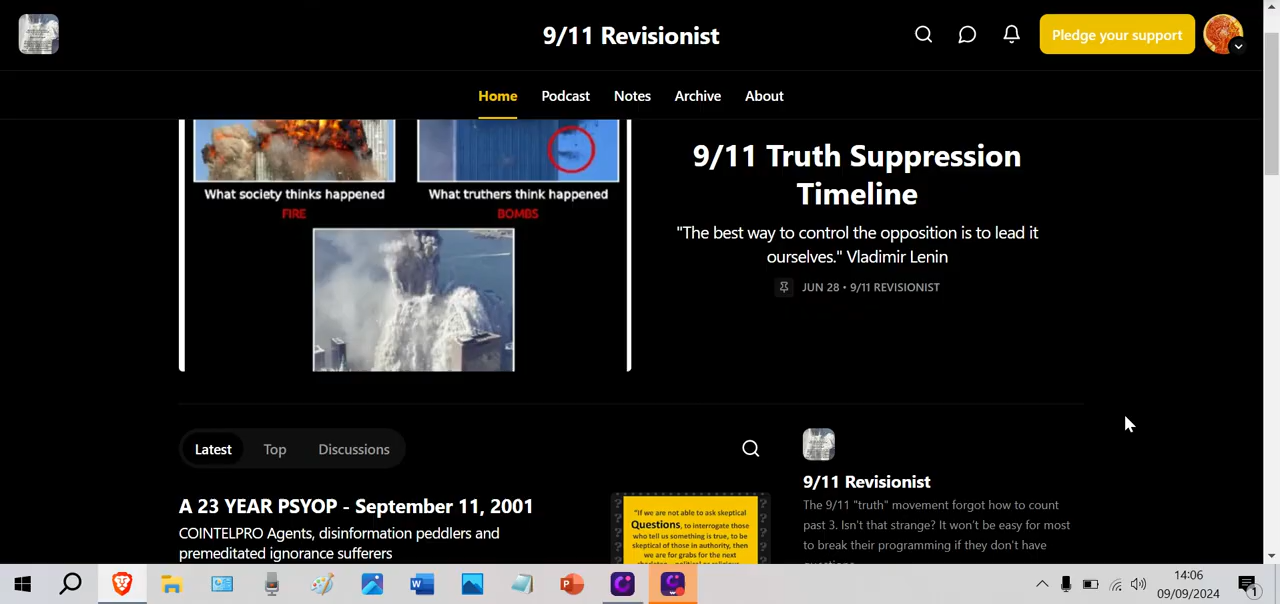 9/11 Revisionist
Pledge your support
Home
Podcast
Notes
Archive
About
What society thinks happened
FIRE
What truthers think happened
BOMBS
9/11 Truth Suppression
Timeline
"The best way to control the opposition is to lead it
ourselves." Vladimir Lenin
JUN 28 • 9/11 REVISIONIST
Latest
Top
Discussions
A 23 YEAR PSYOP - September 11, 2001
COINTELPRO Agents, disinformation peddlers and
premeditated ignorance sufferers
"If we are not able to ask skeptical
Questions, to interrogate those
who tell us something is true, to be
skeptical of those in authority, then
we are for grabs for the next
9/11 Revisionist
The 9/11 "truth" movement forgot how to count
past 3. Isn't that strange? It won't be easy for most
to break their programming if they don't have
14:06
09/09/2024
1